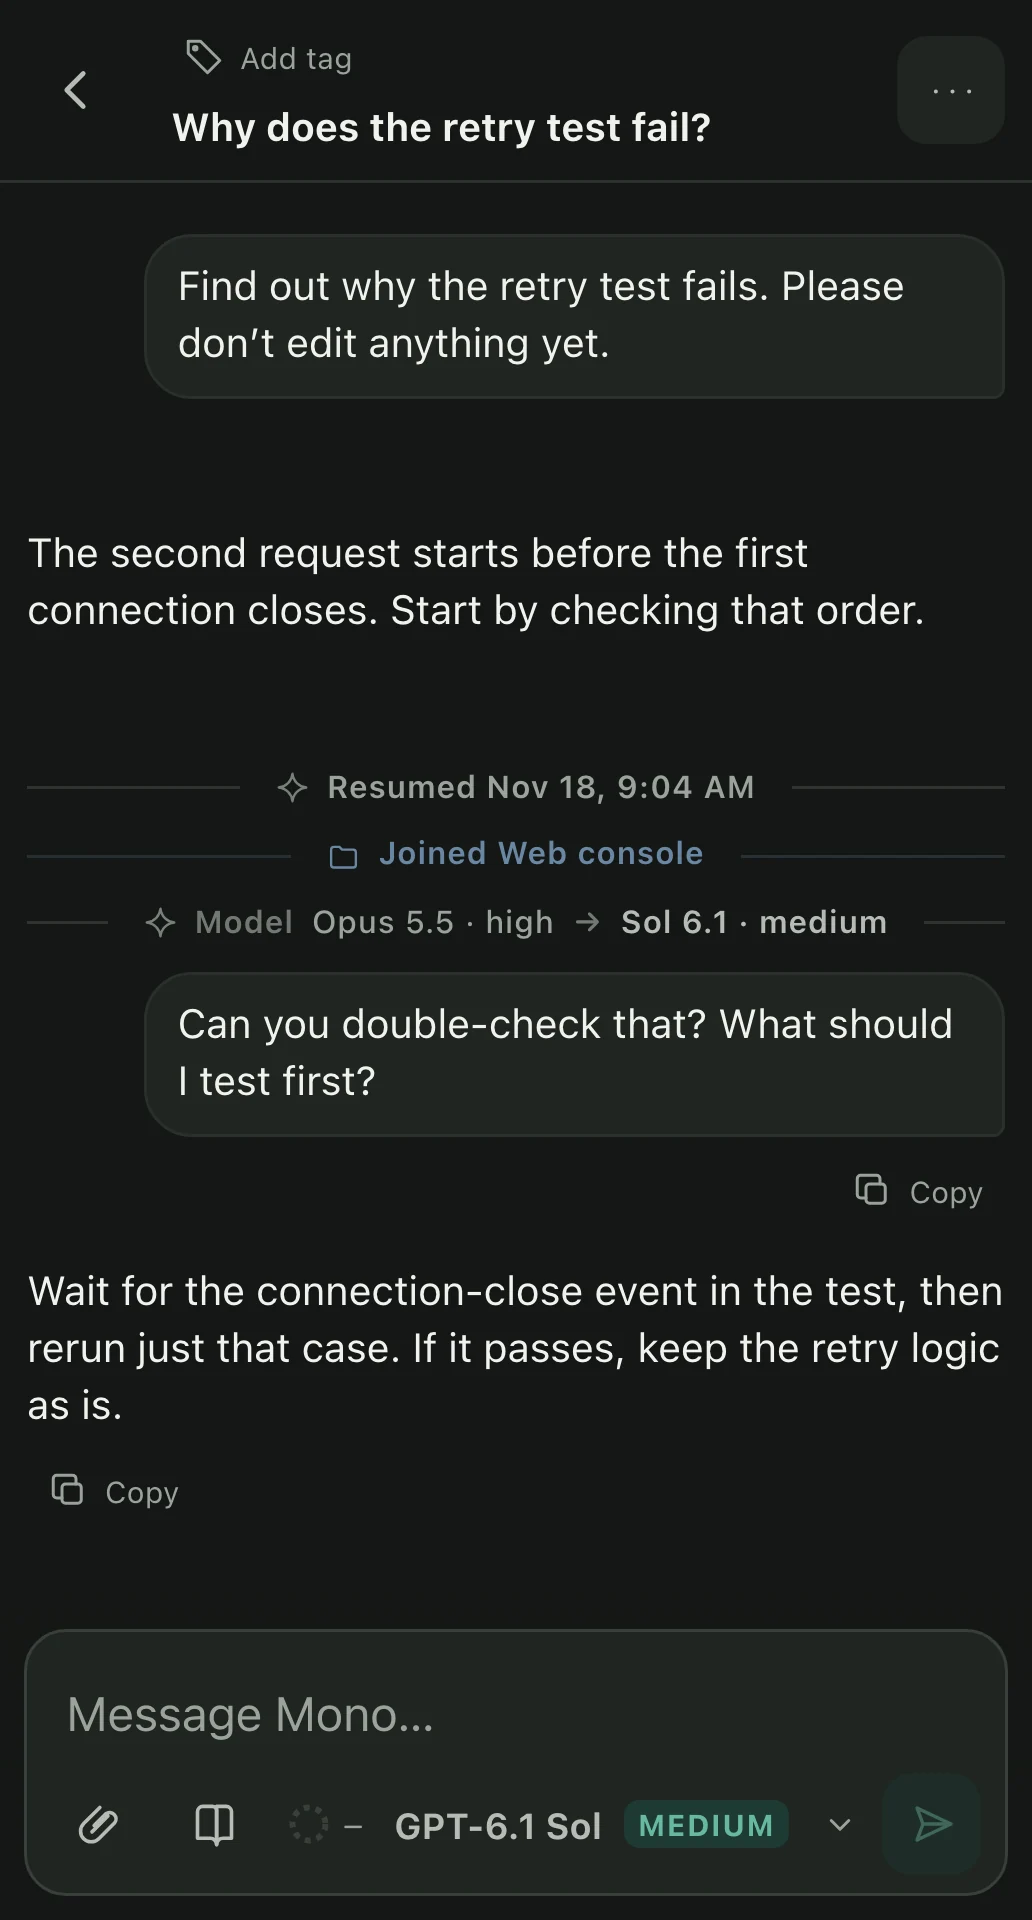 Add tag
Why does the retry test fail?
Find out why the retry test fails. Please
don’t edit anything yet.
The second request starts before the first
connection closes. Start by checking that order.
Resumed Nov 18, 9:04 AM
Joined Web console
Model Opus 5.5 · high → Sol 6.1 · medium
Can you double-check that? What should
I test first?
Copy
Wait for the connection-close event in the test, then
rerun just that case. If it passes, keep the retry logic
as is.
Copy
Message Mono...
– GPT-6.1 Sol MEDIUM